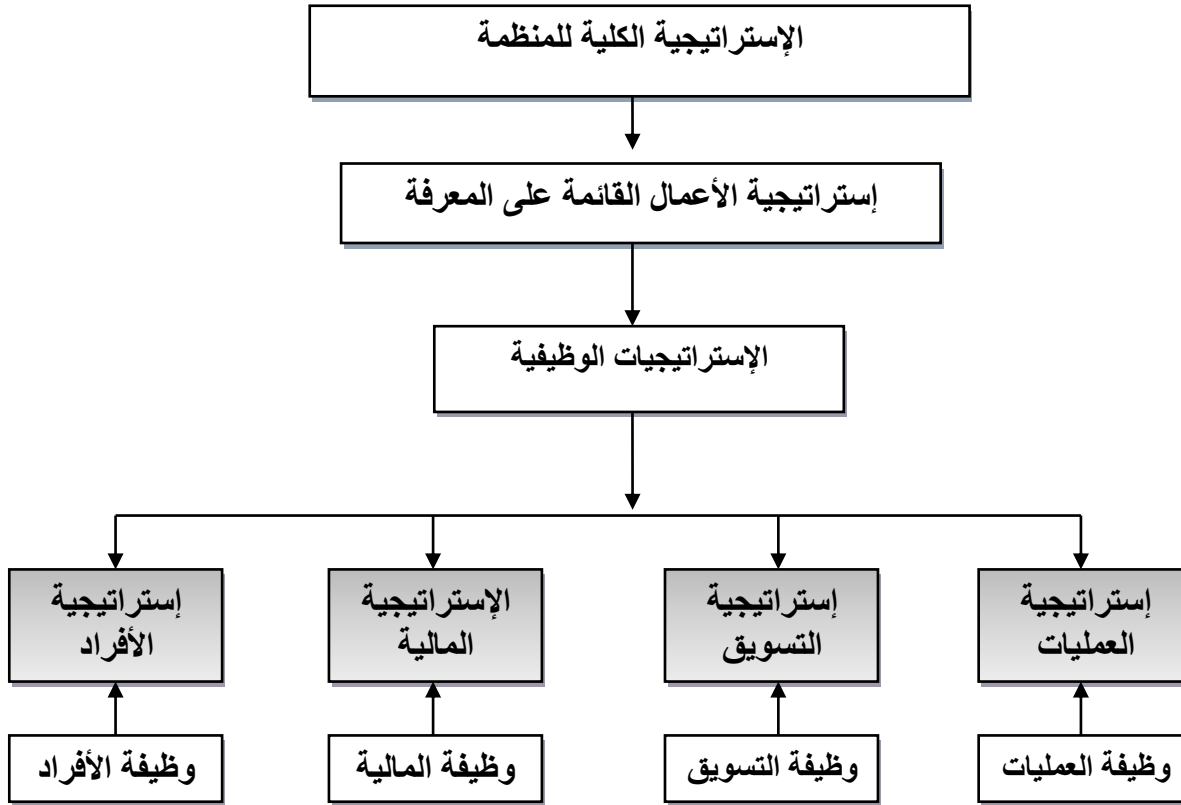 الإستراتيجية الكلية للمنظمة
إستراتيجية الأعمال القائمة على المعرفة
الإستراتيجيات الوظيفية
إستراتيجية
العمليات
إستراتيجية
التسويق
الإستراتيجية
المالية
إستراتيجية
الأفراد
وظيفة العمليات
وظيفة التسويق
وظيفة المالية
وظيفة الأفراد